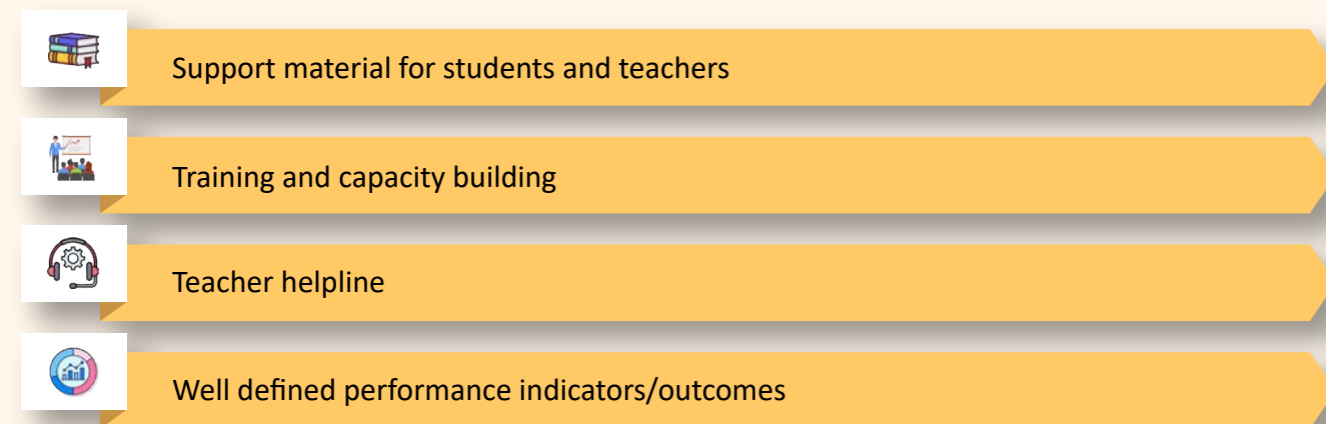 Support material for students and teachers
Training and capacity building
Teacher helpline
Well defined performance indicators/outcomes